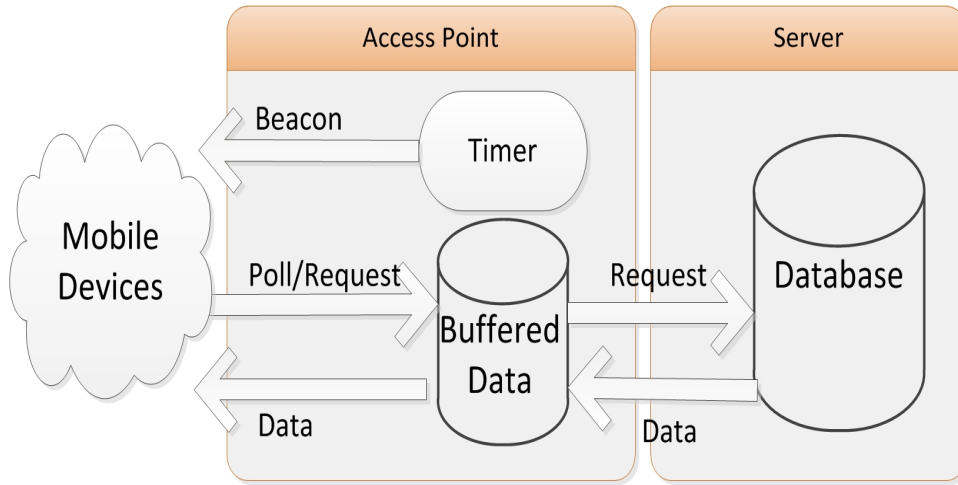 Access Point
Server
Beacon
Timer
Mobile
Devices
Poll/Request
Buffered
Data
Request
Database
Data
Data